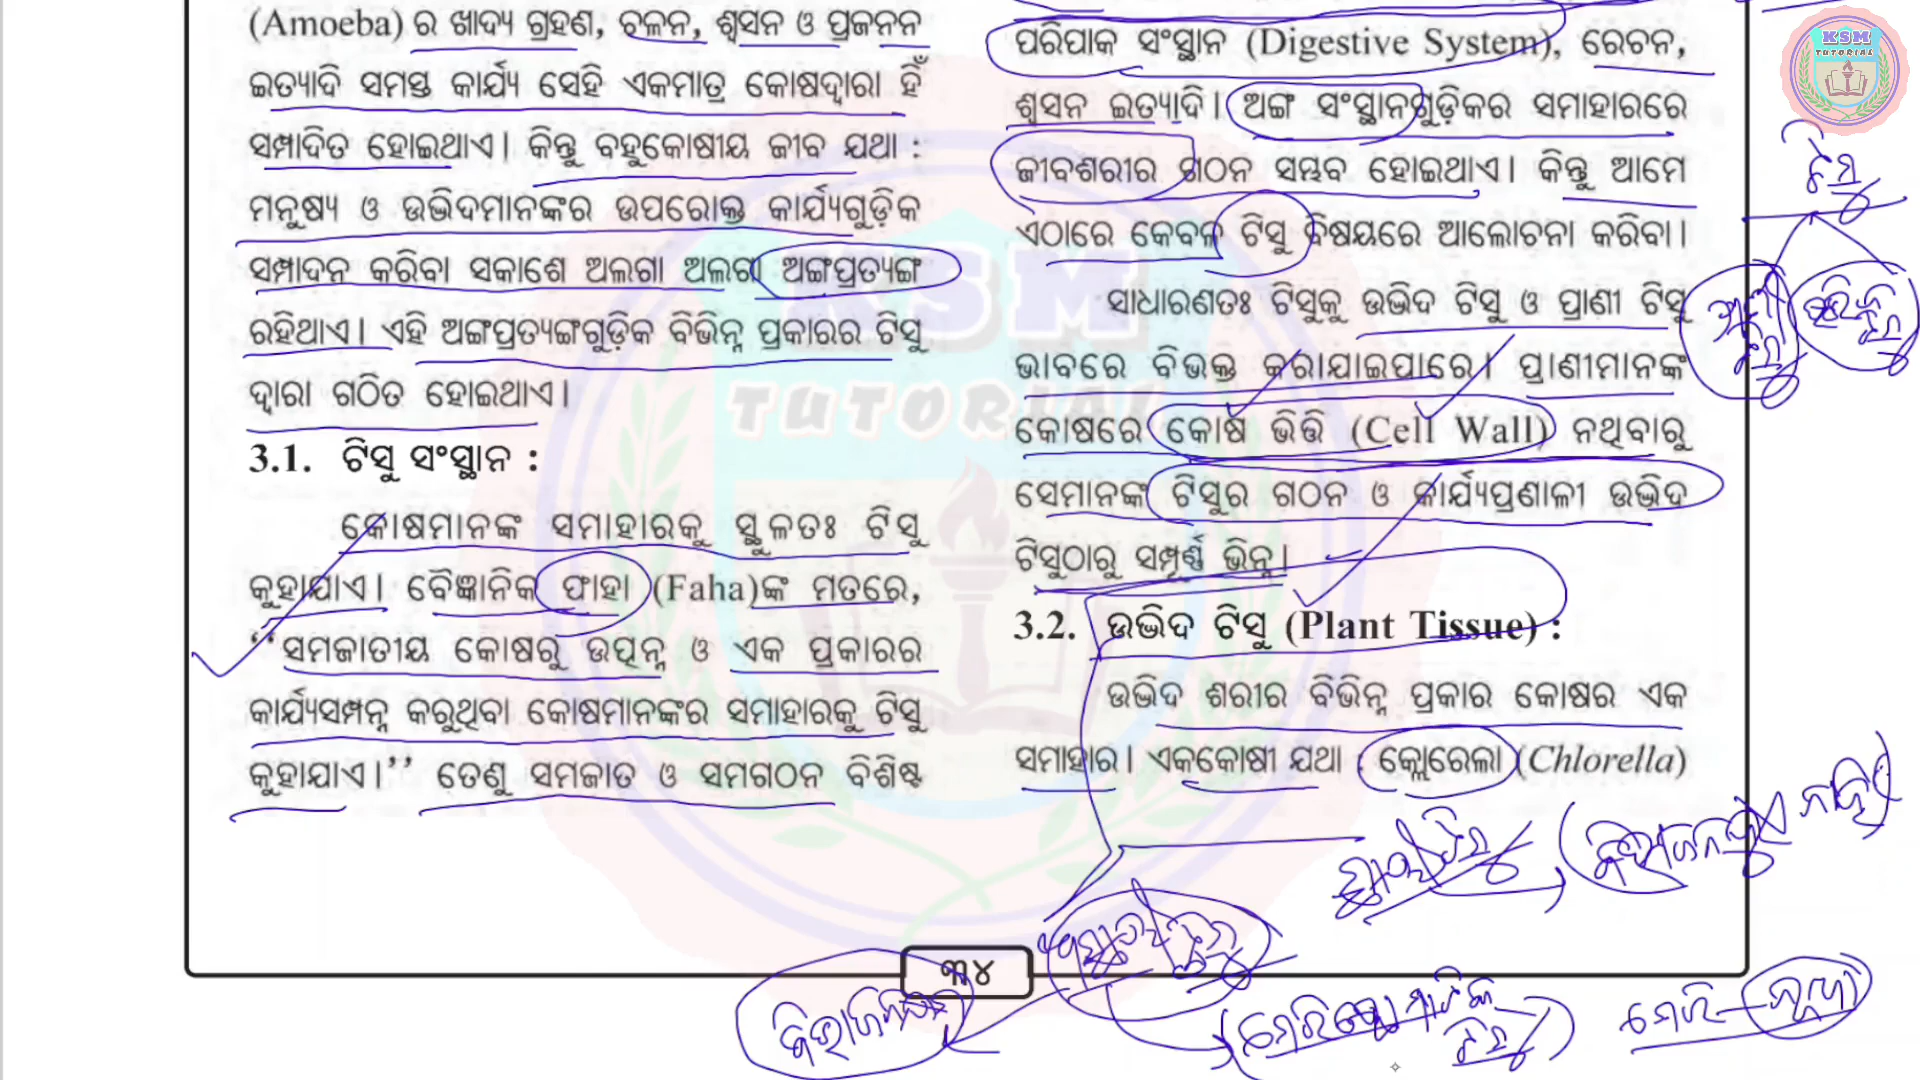 (Amoeba) ର ଖାଦ୍ୟ ଗ୍ରହଣ, ଚଳନ, ଶ୍ୱସନ ଓ ପ୍ରଜନନ
ଇତ୍ୟାଦି ସମସ୍ତ କାର୍ଯ୍ୟ ସେହି ଏକମାତ୍ର କୋଷଦ୍ୱାରା ହିଁ
ସମ୍ପାଦିତ ହୋଇଥାଏ। କିନ୍ତୁ ବହୁକୋଷୀୟ ଜୀବ ଯଥା :
ମନୁଷ୍ୟ ଓ ଉଦ୍ଭିଦମାନଙ୍କର ଉପରୋକ୍ତ କାର୍ଯ୍ୟଗୁଡ଼ିକ
ସମ୍ପାଦନ କରିବା ସକାଶେ ଅଲଗା ଅଲଗା ଅଙ୍ଗପ୍ରତ୍ୟଙ୍ଗ
ରହିଥାଏ। ଏହି ଅଙ୍ଗପ୍ରତ୍ୟଙ୍ଗଗୁଡ଼ିକ ବିଭିନ୍ନ ପ୍ରକାରର ଟିସୁ
ଦ୍ୱାରା ଗଠିତ ହୋଇଥାଏ।
3.1. ଟିସୁ ସଂସ୍ଥାନ :
କୋଷମାନଙ୍କ ସମାହାରକୁ ସ୍ଥୁଳତଃ ଟିସୁ
କୁହାଯାଏ। ବୈଜ୍ଞାନିକ ଫାହା (Faha)ଙ୍କ ମତରେ,
‘‘ସମଜାତୀୟ କୋଷରୁ ଉତ୍ପନ୍ନ ଓ ଏକ ପ୍ରକାରର
କାର୍ଯ୍ୟସମ୍ପନ୍ନ କରୁଥିବା କୋଷମାନଙ୍କର ସମାହାରକୁ ଟିସୁ
କୁହାଯାଏ।’’ ତେଣୁ ସମଜାତ ଓ ସମଗଠନ ବିଶିଷ୍ଟ
ପରିପାକ ସଂସ୍ଥାନ (Digestive System), ରେଚନ,
ଶ୍ୱସନ ଇତ୍ୟାଦି। ଅଙ୍ଗ ସଂସ୍ଥାନଗୁଡ଼ିକର ସମାହାରରେ
ଜୀବଶରୀର ଗଠନ ସମ୍ଭବ ହୋଇଥାଏ। କିନ୍ତୁ ଆମେ
ଏଠାରେ କେବଳ ଟିସୁ ବିଷୟରେ ଆଲୋଚନା କରିବା।
ସାଧାରଣତଃ ଟିସୁକୁ ଉଦ୍ଭିଦ ଟିସୁ ଓ ପ୍ରାଣୀ ଟିସୁ
ଭାବରେ ବିଭକ୍ତ କରାଯାଇପାରେ। ପ୍ରାଣୀମାନଙ୍କ
କୋଷରେ କୋଷ ଭିତ୍ତି (Cell Wall) ନଥିବାରୁ
ସେମାନଙ୍କ ଟିସୁର ଗଠନ ଓ କାର୍ଯ୍ୟପ୍ରଣାଳୀ ଉଦ୍ଭିଦ
ଟିସୁଠାରୁ ସମ୍ପୂର୍ଣ୍ଣ ଭିନ୍ନ।
3.2. ଉଦ୍ଭିଦ ଟିସୁ (Plant Tissue) :
ଉଦ୍ଭିଦ ଶରୀର ବିଭିନ୍ନ ପ୍ରକାର କୋଷର ଏକ
ସମାହାର। ଏକକୋଷୀ ଯଥା : କ୍ଲୋରେଲା (Chlorella)
୩୪
KSM
TUTORIAL
KSM
TUTORIAL